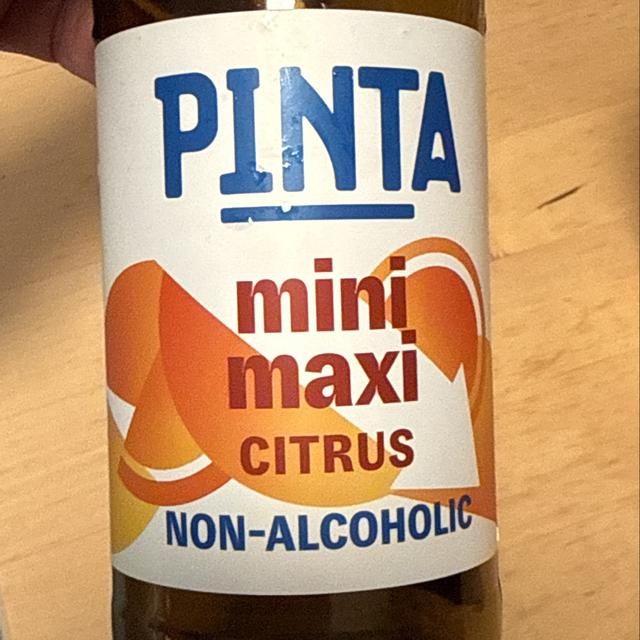 PINTA
mini
maxi
CITRUS
NON-ALCOHOLIC